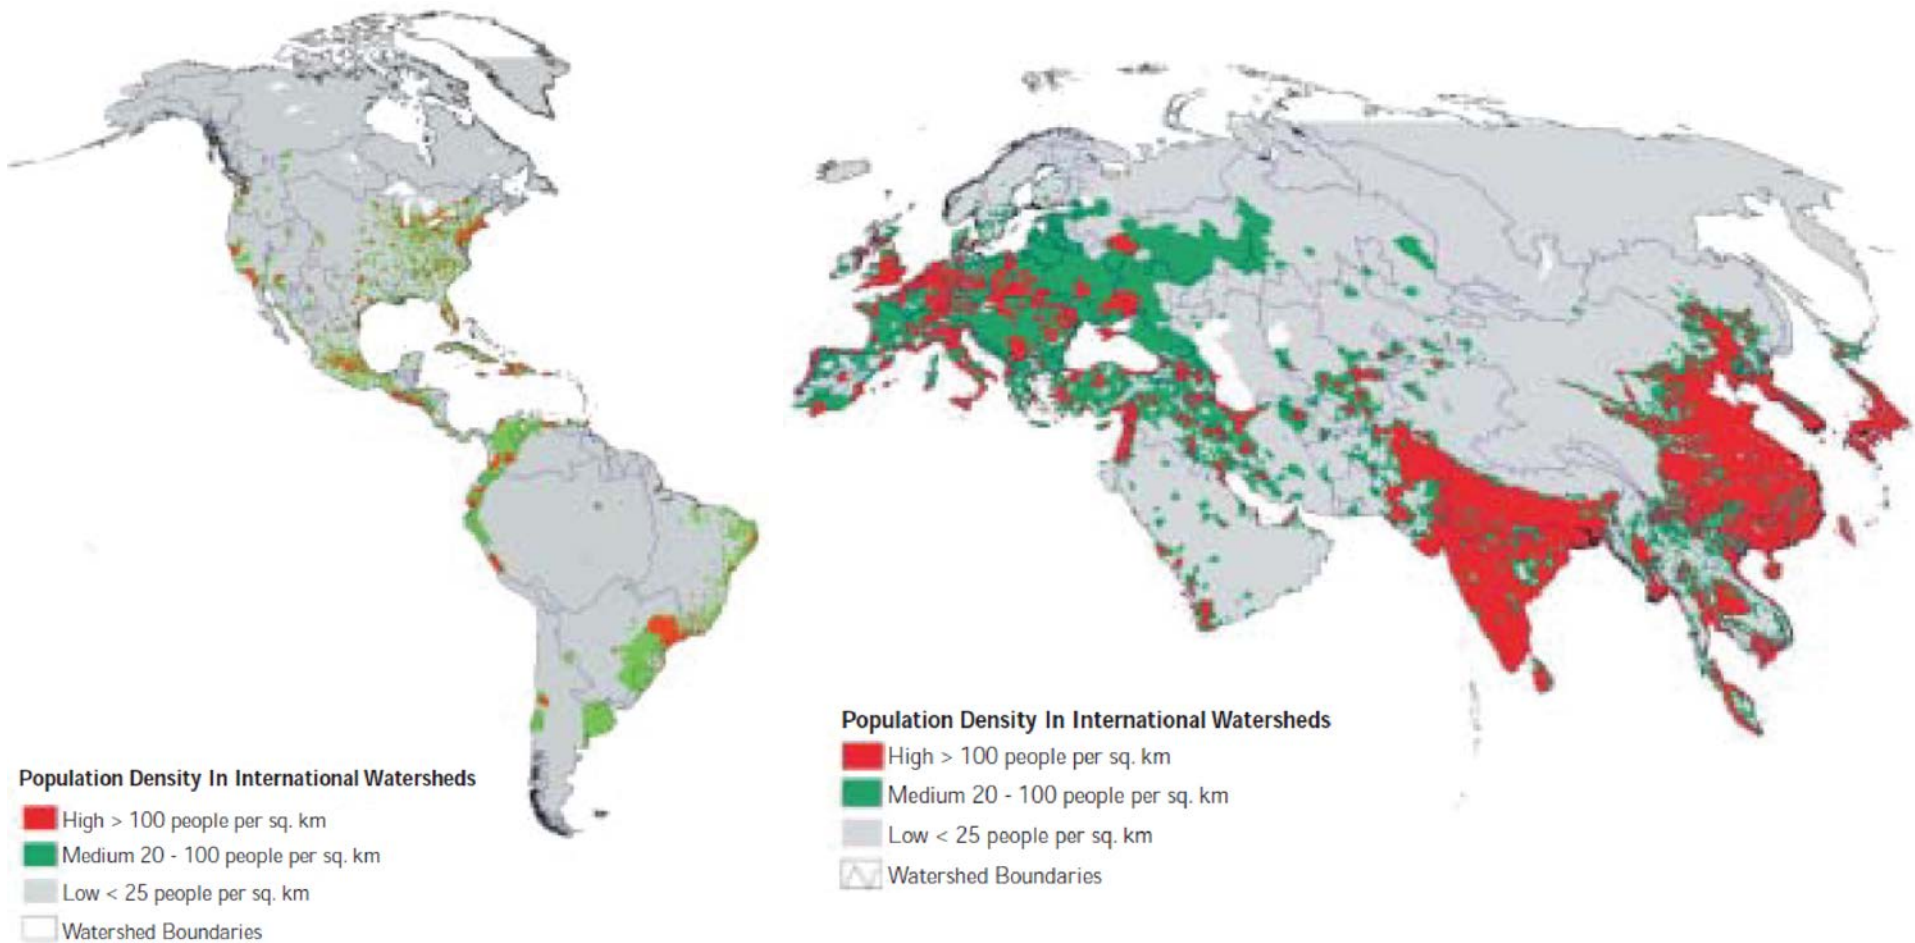 Population Density In International Watersheds
High > 100 people per sq. km
Medium 20 - 100 people per sq. km
Low < 25 people per sq. km
Watershed Boundaries
Population Density In International Watersheds
High > 100 people per sq. km
Medium 20 - 100 people per sq. km
Low < 25 people per sq. km
Watershed Boundaries